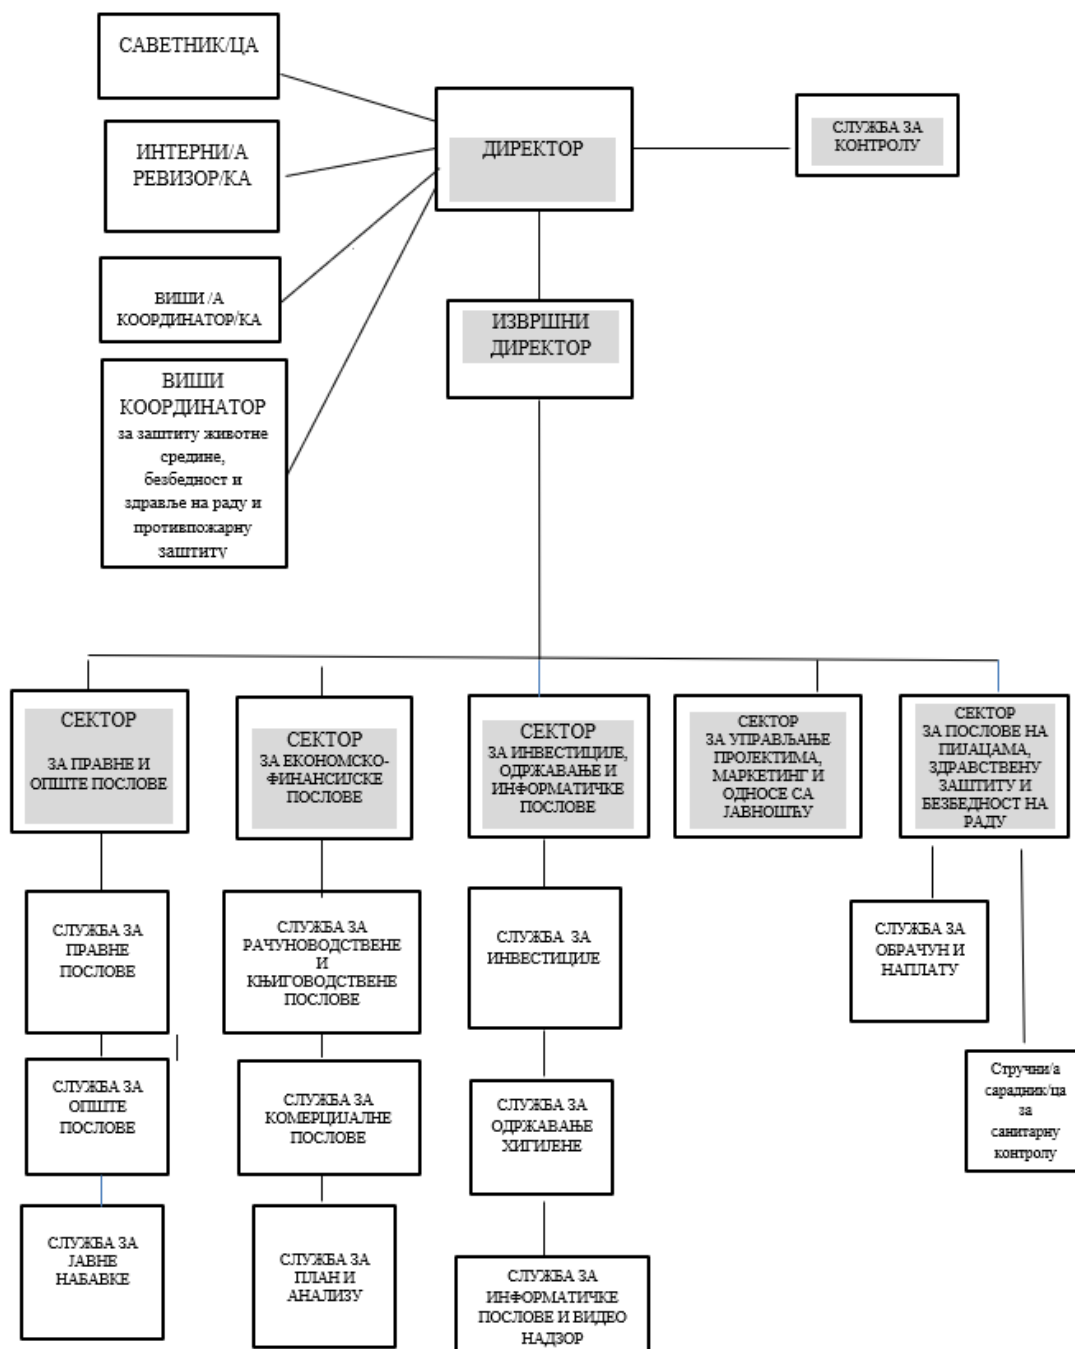 САВЕТНИК/ЦА
ИНТЕРНИ/А
РЕВИЗОР/КА
ВИШИ /А
КООРДИНАТОР/КА
ВИШИ
КООРДИНАТОР
за заштиту животне
средине,
безбедност и
здравље на раду и
противпожарну
заштиту
ДИРЕКТОР
СЛУЖБА ЗА
КОНТРОЛУ
ИЗВРШНИ
ДИРЕКТОР
СЕКТОР
ЗА ПРАВНЕ И
ОПШТЕ ПОСЛОВЕ
СЕКТОР
ЗА ЕКОНОМСКО-
ФИНАНСИЈСКЕ
ПОСЛОВЕ
СЕКТОР
ЗА ИНВЕСТИЦИЈЕ,
ОДРЖАВАЊЕ И
ИНФОРМАТИЧКЕ
ПОСЛОВЕ
СЕКТОР
ЗА УПРАВЉАЊЕ
ПРОЈЕКТИМА,
МАРКЕТИНГ И
ОДНОСЕ СА
ЈАВНОШЋУ
СЕКТОР
ЗА ПОСЛОВЕ НА
ПИЈАЦАМА,
ЗДРАВСТВЕНУ
ЗАШТИТУ И
БЕЗБЕДНОСТ НА
РАДУ
СЛУЖБА ЗА
ПРАВНЕ
ПОСЛОВЕ
СЛУЖБА ЗА
РАЧУНОВОДСТВЕНЕ
И
КЊИГОВОДСТВЕНЕ
ПОСЛОВЕ
СЛУЖБА ЗА
ИНВЕСТИЦИЈЕ
СЛУЖБА ЗА
ОБРАЧУН И
НАПЛАТУ
СЛУЖБА ЗА
ОПШТЕ
ПОСЛОВЕ
СЛУЖБА ЗА
КОМЕРЦИЈАЛНЕ
ПОСЛОВЕ
СЛУЖБА ЗА
ОДРЖАВАЊЕ
ХИГИЈЕНЕ
Стручни/а
сарадник/ца
за
санитарну
контролу
СЛУЖБА ЗА
ЈАВНЕ
НАБАВКЕ
СЛУЖБА ЗА
ПЛАН И
АНАЛИЗУ
СЛУЖБА ЗА
ИНФОРМАТИЧКЕ
ПОСЛОВЕ И ВИДЕО
НАДЗОР